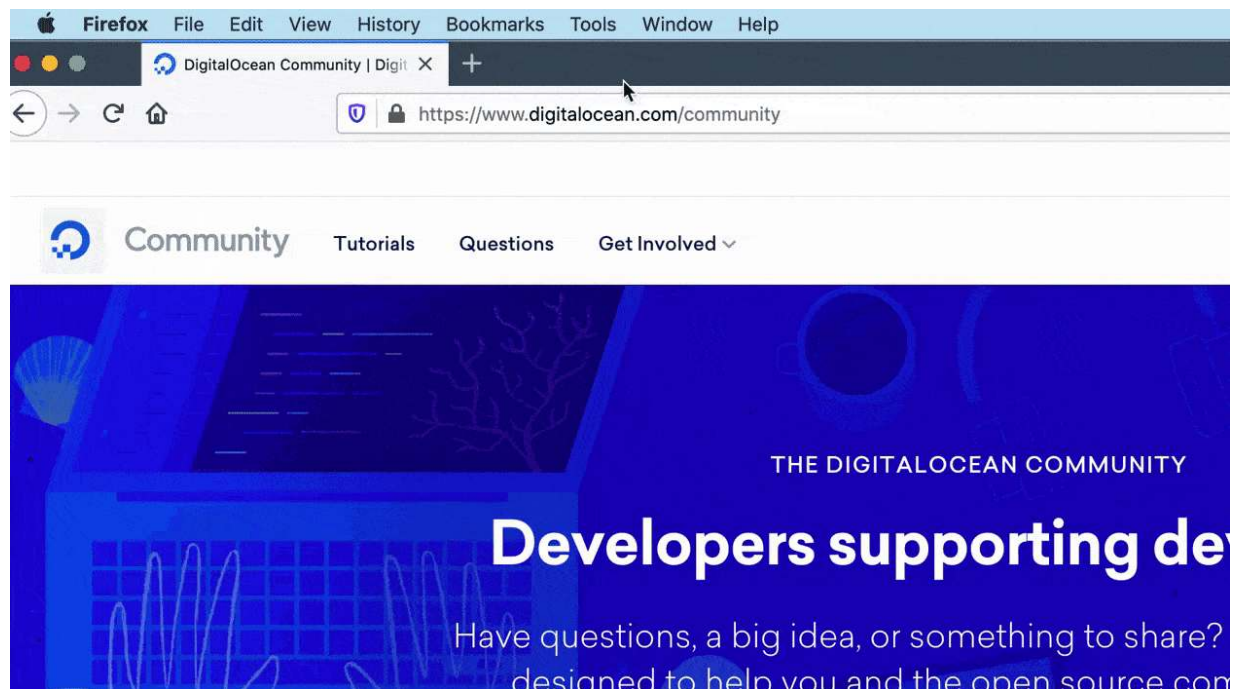 Firefox File Edit View History Bookmarks Tools Window Help
DigitalOcean Community | Digit
https://www.digitalocean.com/community
Community Tutorials Questions Get Involved
THE DIGITALOCEAN COMMUNITY
Developers supporting de
Have questions, a big idea, or something to share?
designed to help you and the open source com